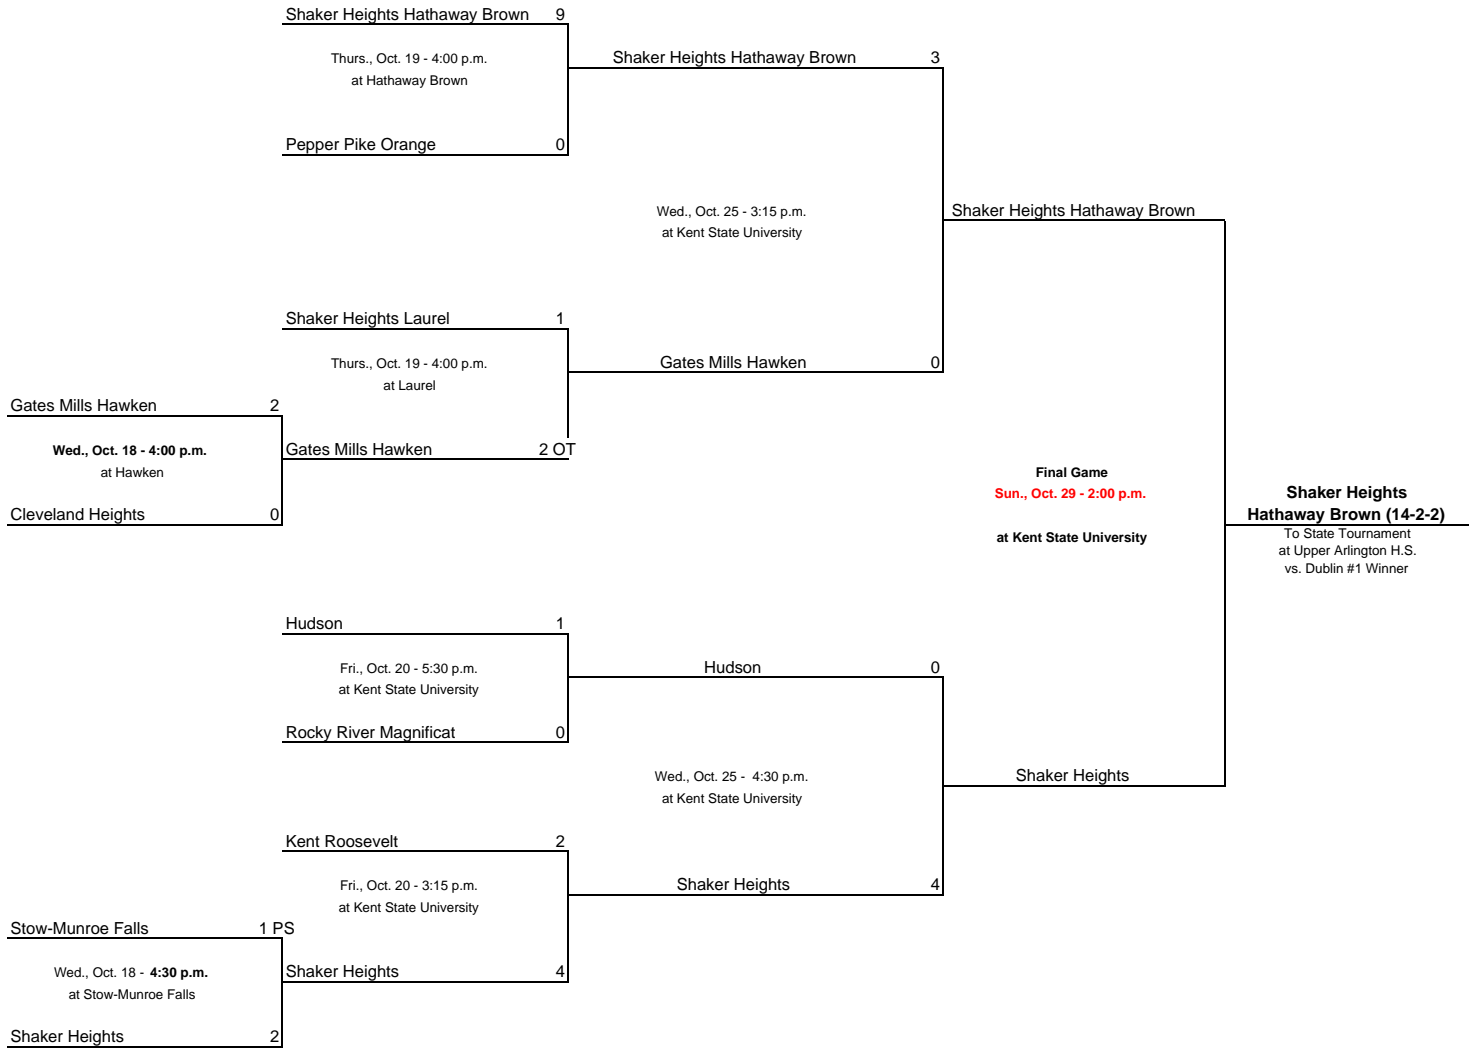 Shaker Heights Hathaway Brown 9
Thurs., Oct. 19 - 4:00 p.m.
at Hathaway Brown
Pepper Pike Orange 0
Shaker Heights Hathaway Brown 3
Wed., Oct. 25 - 3:15 p.m.
at Kent State University
Shaker Heights Hathaway Brown
Shaker Heights Laurel 1
Thurs., Oct. 19 - 4:00 p.m.
at Laurel
Gates Mills Hawken 0
Gates Mills Hawken 2
Wed., Oct. 18 - 4:00 p.m.
at Hawken
Cleveland Heights 0
Gates Mills Hawken 2 OT
Final Game
Sun., Oct. 29 - 2:00 p.m.
at Kent State University
Shaker Heights
Hathaway Brown (14-2-2)
To State Tournament
at Upper Arlington H.S.
vs. Dublin #1 Winner
Hudson 1
Fri., Oct. 20 - 5:30 p.m.
at Kent State University
Rocky River Magnificat 0
Hudson 0
Wed., Oct. 25 - 4:30 p.m.
at Kent State University
Shaker Heights
Kent Roosevelt 2
Fri., Oct. 20 - 3:15 p.m.
at Kent State University
Shaker Heights 4
Stow-Munroe Falls 1 PS
Wed., Oct. 18 - 4:30 p.m.
at Stow-Munroe Falls
Shaker Heights 4
Shaker Heights 2